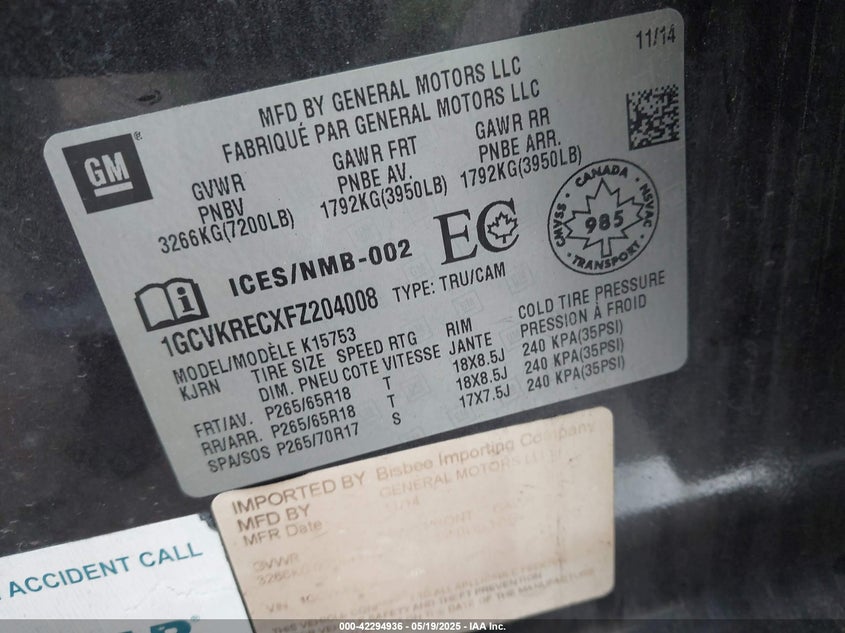 11/14
MFD BY GENERAL MOTORS LLC
FABRIQUÉ PAR GENERAL MOTORS LLC
GM
GVWR GAWR FRT GAWR RR
PNBV PNBE AV. PNBE ARR.
3266KG(7200LB) 1792KG(3950LB) 1792KG(3950LB)
ICES/NMB-002 EC
CANADA
CMVSS NSVAC
985
TRANSPORT
1GCVKRECXFZ204008 TYPE: TRU/CAM
MODEL/MODÈLE K15753
KJRN TIRE SIZE SPEED RTG RIM COLD TIRE PRESSURE
DIM. PNEU COTE VITESSE JANTE PRESSION À FROID
FRT/AV. P265/65R18 T 18X8.5J 240 KPA(35PSI)
RR/ARR. P265/65R18 T 18X8.5J 240 KPA(35PSI)
SPA/SOS P265/70R17 S 17X7.5J 240 KPA(35PSI)
IMPORTED BY Bisbee Importing Company
MFD BY GENERAL MOTORS LLC
MFR Date 11/14
GVWR
3266KG
ACCIDENT CALL
000-42294936 - 05/19/2025 - IAA Inc.